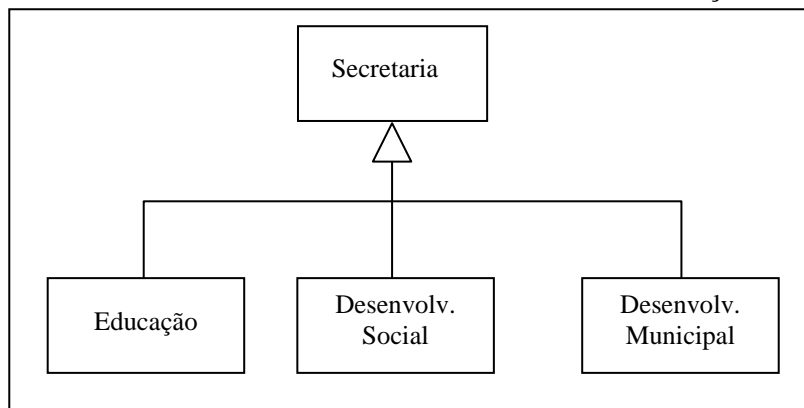 Secretaria
Educação
Desenvolv.
Social
Desenvolv.
Municipal